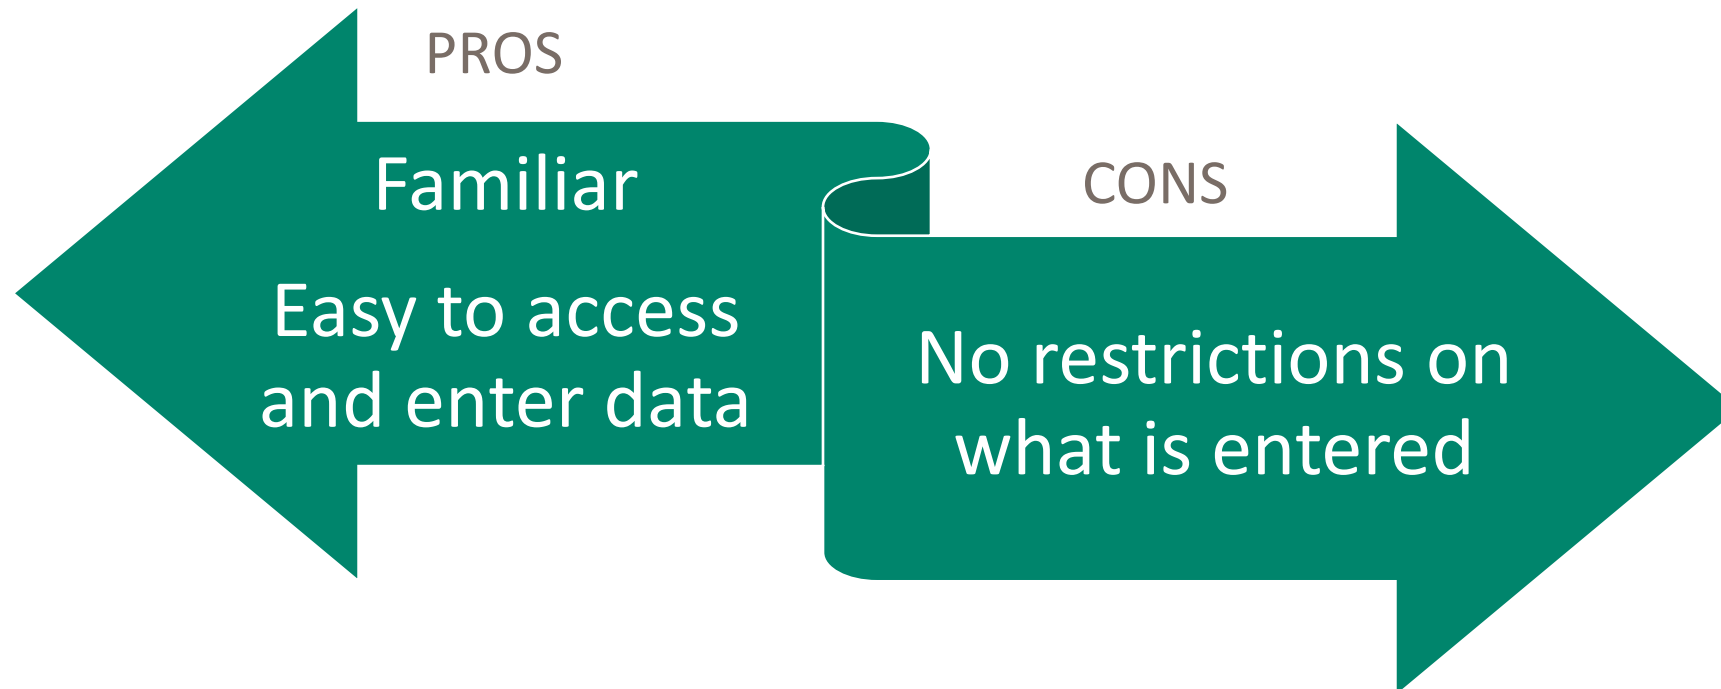 PROS
Familiar
Easy to access
and enter data
CONS
No restrictions on
what is entered